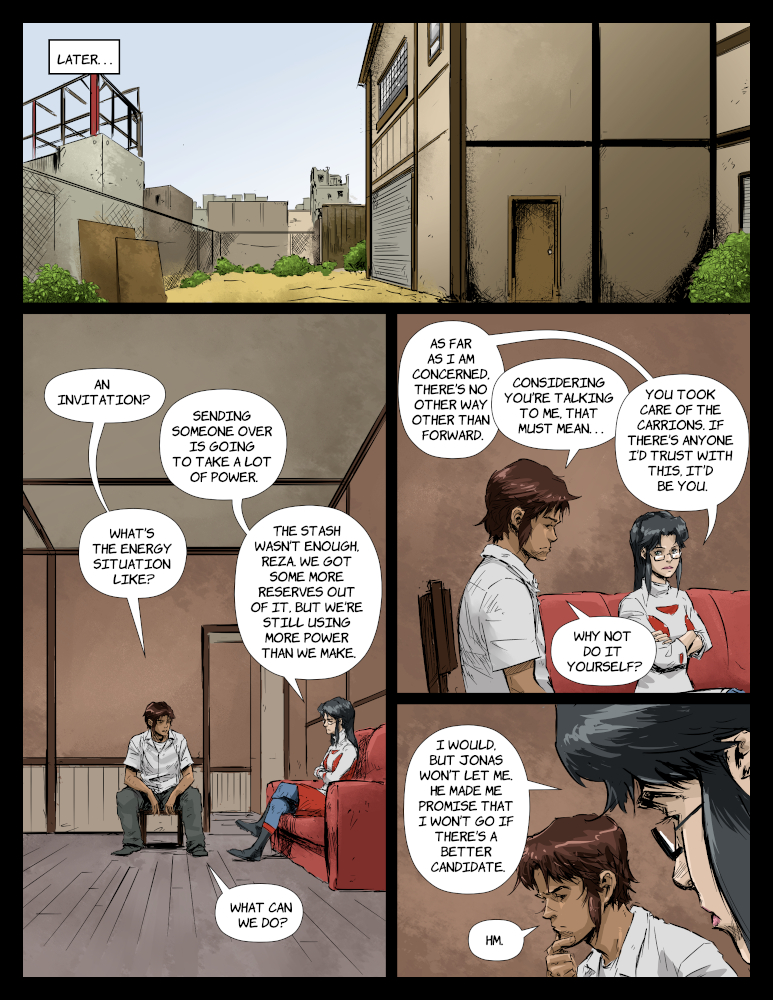 LATER...
AN
INVITATION?
SENDING
SOMEONE OVER
IS GOING
TO TAKE A LOT
OF POWER.
WHAT'S
THE ENERGY
SITUATION
LIKE?
THE STASH
WASN'T ENOUGH,
REZA. WE GOT
SOME MORE
RESERVES OUT
OF IT, BUT WE'RE
STILL USING
MORE POWER
THAN WE MAKE.
WHAT CAN
WE DO?
AS FAR
AS I AM
CONCERNED,
THERE'S NO
OTHER WAY
OTHER THAN
FORWARD.
CONSIDERING
YOU'RE TALKING
TO ME, THAT
MUST MEAN...
YOU TOOK
CARE OF THE
CARRIONS. IF
THERE'S ANYONE
I'D TRUST WITH
THIS, IT'D
BE YOU.
WHY NOT
DO IT
YOURSELF?
I WOULD,
BUT JONAS
WON'T LET ME.
HE MADE ME
PROMISE THAT
I WON'T GO IF
THERE'S A
BETTER
CANDIDATE.
HM.